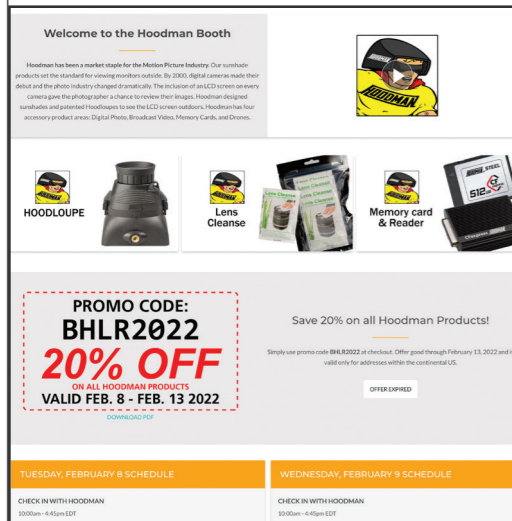 Welcome to the Hoodman Booth
Hoodman has been a market staple for the Motion Picture Industry. Our sunshade
products set the standard for viewing monitors outside. By 2000, digital cameras made their
debut and the photo industry changed dramatically. The inclusion of an LCD screen on every
camera gave the photographer a chance to review their images. Hoodman designed
sunshades and patented Hoodloupes to see the LCD screen outdoors. Hoodman has four
accessory product areas: Digital Photo, Broadcast Video, Memory Cards, and Drones.
HOODMAN
HOODLOUPE
Lens
Cleanse
Lens Cleanse
Memory card
& Reader
STEEL
512
PROMO CODE:
BHLR2022
20% OFF
ON ALL HOODMAN PRODUCTS
VALID FEB. 8 - FEB. 13 2022
DOWNLOAD PDF
Save 20% on all Hoodman Products!
Simply use promo code BHLR2022 at checkout. Offer good through February 13, 2022 and i
valid only for addresses within the continental US.
OFFER EXPIRED
TUESDAY, FEBRUARY 8 SCHEDULE
CHECK IN WITH HOODMAN
10:00am - 4:45pm EDT
WEDNESDAY, FEBRUARY 9 SCHEDULE
CHECK IN WITH HOODMAN
10:00am - 4:45pm EDT